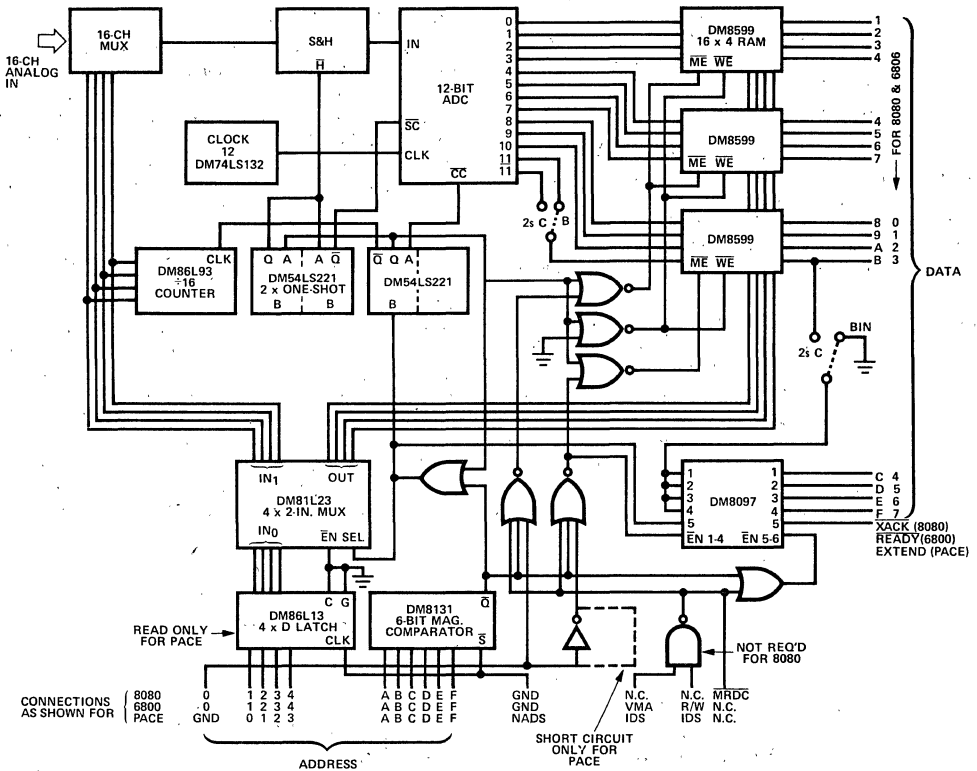 16-CH
MUX
16-CH
ANALOG
IN
S&H
H
IN
12-BIT
ADC
SC
CLK
CC
0
1
2
3
4
5
6
7
8
9
10
11
11
CLOCK
12
DM74LS132
DM8599
16 x 4 RAM
ME WE
DM8599
ME WE
DM8599
ME WE
1
2
3
4
4
5
6
7
8 0
9 1
A 2
B 3
FOR 8080 & 6806
DATA
2s C
B
CLK
DM86L93
÷16
COUNTER
Q A A Q
DM54LS221
2 x ONE-SHOT
B B
Q Q A
DM54LS221
B
2's C
BIN
IN1 OUT
DM81L23
4 x 2-IN. MUX
IN0
EN SEL
1 1
2 2
3 DM8097 3
4 4
5 5
EN 1-4 EN 5-6
C 4
D 5
E 6
F 7
XACK (8080)
READY (6800)
EXTEND (PACE)
C G
DM86L13
4 x D LATCH
CLK
READ ONLY
FOR PACE
Q
DM8131
6-BIT MAG.
COMPARATOR
S
NOT REQ'D
FOR 8080
CONNECTIONS
AS SHOWN FOR
8080 0 1 2 3 4 A B C D E F GND N.C. N.C. MRDC
6800 0 1 2 3 4 A B C D E F GND VMA R/W N.C.
PACE GND 0 1 2 3 A B C D E F NADS IDS IDS N.C.
SHORT CIRCUIT
ONLY FOR
PACE
ADDRESS